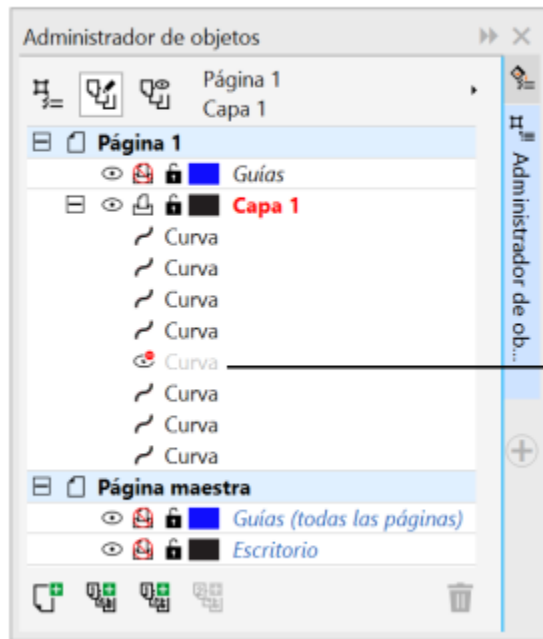 Administrador de objetos
Página 1
Capa 1
Página 1
Guías
Capa 1
Curva
Curva
Curva
Curva
Curva
Curva
Curva
Curva
Página maestra
Guías (todas las páginas)
Escritorio
Administrador de ob...